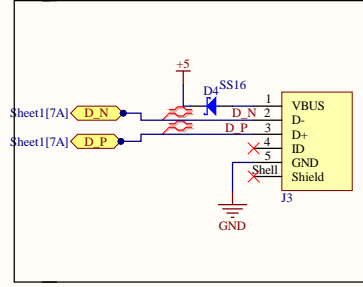 +5
D4
SS16
1
VBUS
Sheet1[7A]
D_N
D_N
2
D-
Sheet1[7A]
D_P
D_P
3
D+
4
ID
5
GND
Shell
Shield
J3
GND